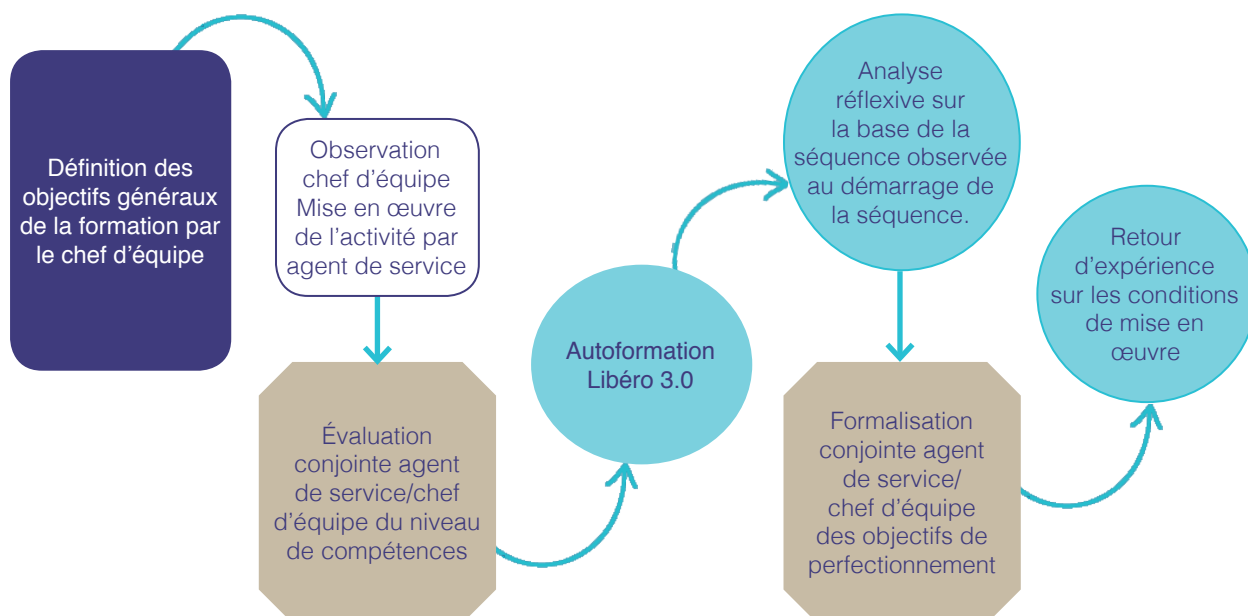 Définition des
objectifs généraux
de la formation par
le chef d'équipe
Observation
chef d'équipe
Mise en œuvre
de l'activité par
agent de service
Évaluation
conjointe agent
de service/chef
d'équipe du niveau
de compétences
Autoformation
Libéro 3.0
Analyse
réflexive sur
la base de la
séquence observée
au démarrage de
la séquence.
Formalisation
conjointe agent
de service/
chef d'équipe
des objectifs de
perfectionnement
Retour
d'expérience
sur les conditions
de mise en
œuvre